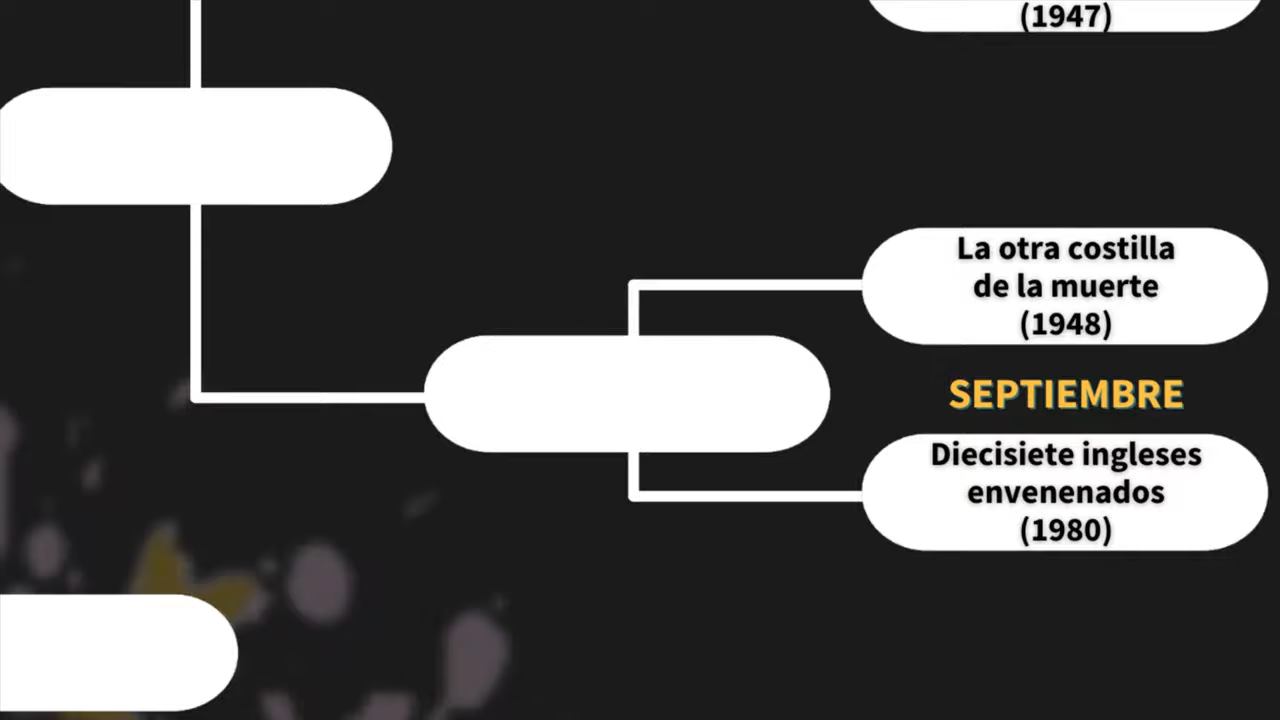 (1947)
La otra costilla
de la muerte
(1948)
SEPTIEMBRE
Diecisiete ingleses
envenenados
(1980)